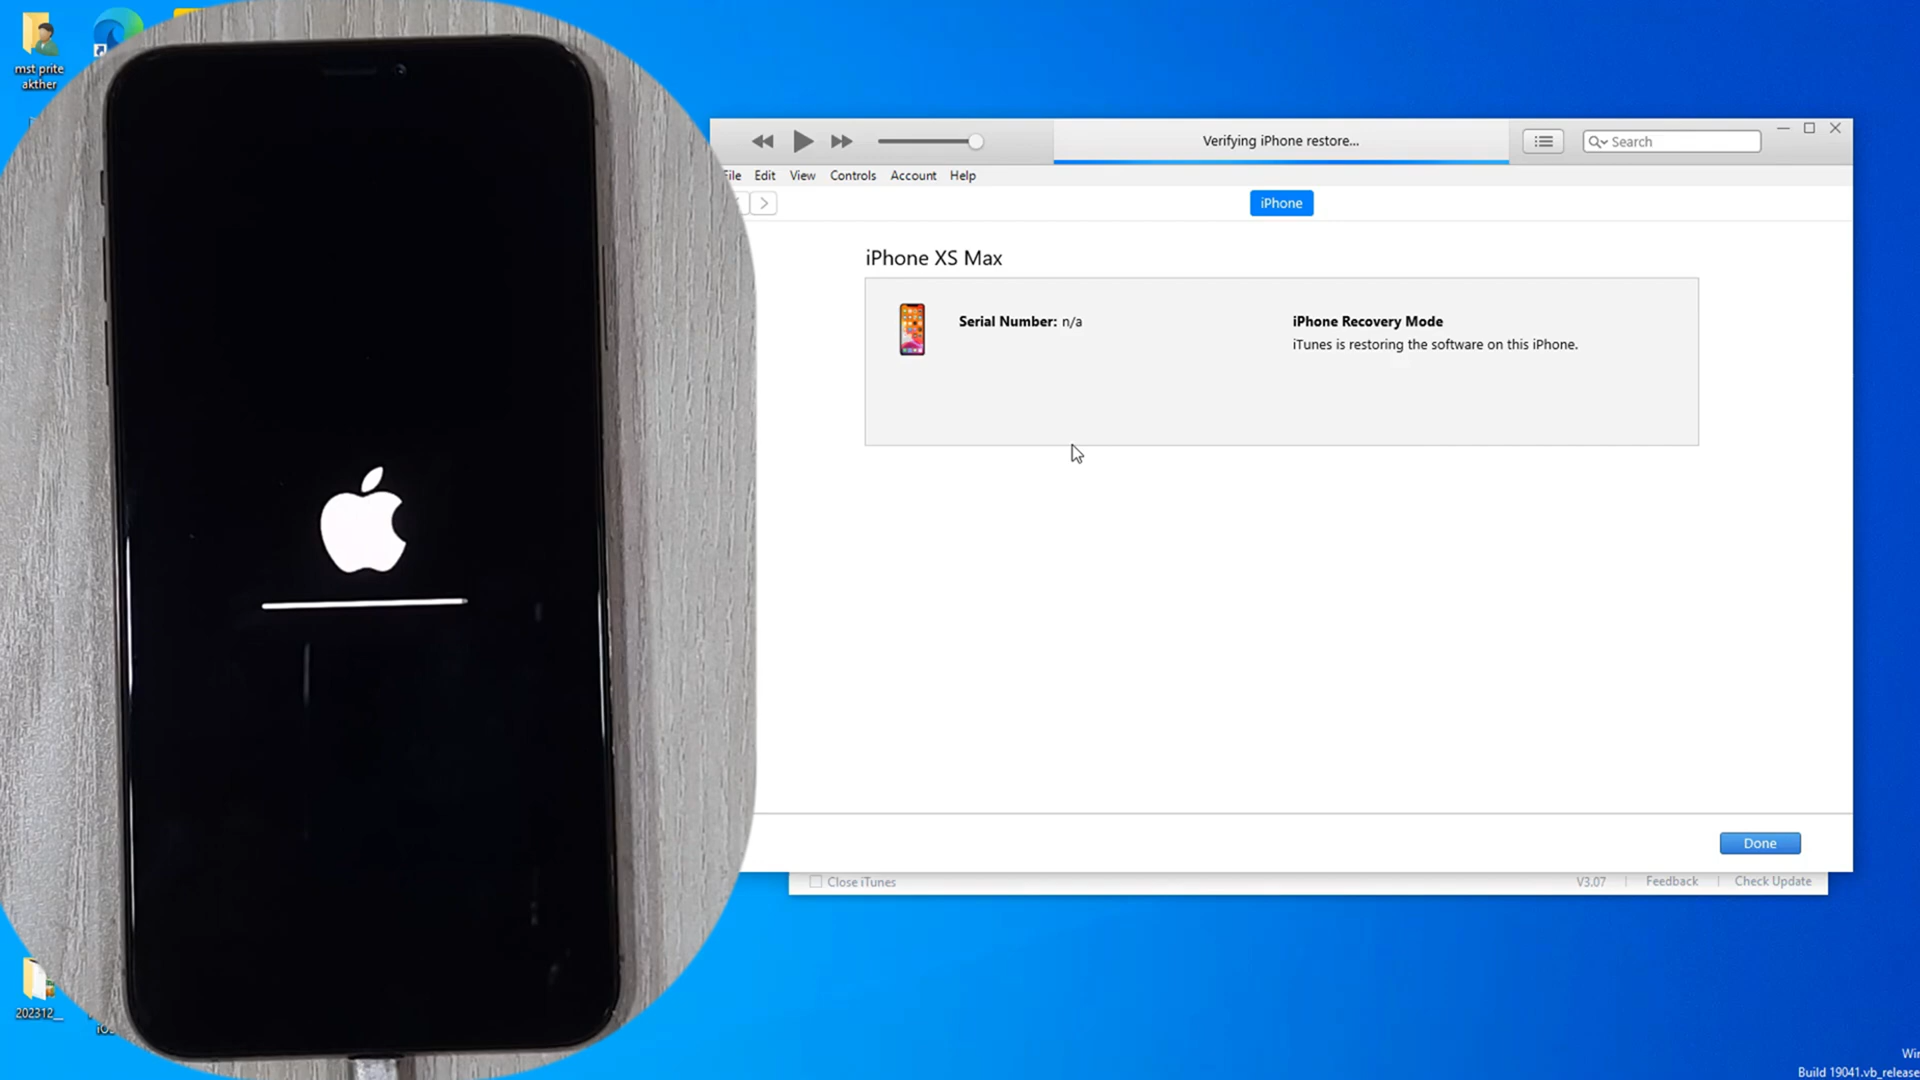 mst prite
akther
Verifying iPhone restore...
Search
Edit View Controls Account Help
iPhone
iPhone XS Max
Serial Number: n/a
iPhone Recovery Mode
iTunes is restoring the software on this iPhone.
Done
Close iTunes
V3.07 | Feedback | Check Update
202312__
Build 19041.vb_release